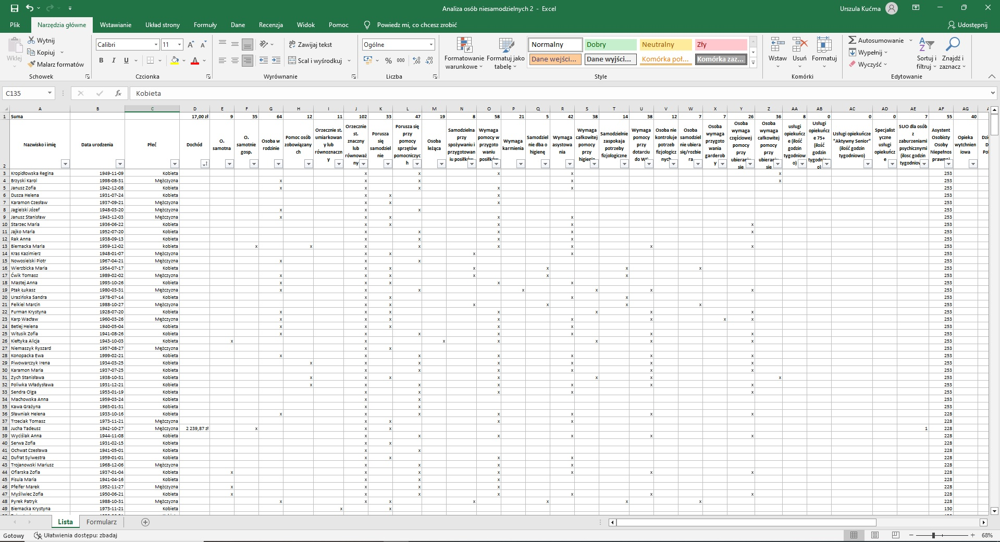 Analiza osób niesamodzielnych 2 - Excel
Urszula Kućma
Plik Narzędzia główne Wstawianie Układ strony Formuły Dane Recenzja Widok Pomoc Powiedz mi, co chcesz zrobić Udostępnij
Wklej
Wytnij
Kopiuj
Malarz formatów
Schowek
Calibri 11
B I U
Czcionka
Zawijaj tekst
Scal i wyśrodkuj
Wyrównanie
Ogólne
% 000
Liczba
Formatowanie warunkowe
Formatuj jako tabelę
Normalny Dobry Neutralny Zły
Dane wejści... Dane wyjści... Komórka poł... Komórka zaz...
Style
Wstaw Usuń Formatuj
Komórki
Autosumowanie
Wypełnij
Wyczyść
Sortuj i filtruj
Znajdź i zaznacz
Edytowanie
C135 fx Kobieta
A B C D E F G H I J K L M N O P Q R S T U V W X Y Z AA AB AC AD AE AF AG
1 Suma 17,00 zł 9 35 64 12 11 102 33 47 19 8 58 21 5 42 38 14 38 12 7 7 26 36 8 0 0 0 7 55 40
2 Nazwisko i imię
Data urodzenia
Płeć
Dochód
O. samotna
O. samotnie gosp.
Osoba w rodzinie
Pomoc osób zobowiązanych
Orzecznie st. umiarkowany lub równoznaczny
Orzecznie st. znaczny lub równoważny
Porusza się samodzielnie
Porusza się przy pomocy sprzętów pomocniczych
Osoba leżąca
Samodzielna przy spożywaniu i przygotowaniu posiłków
Wymaga pomocy w przygotowaniu posiłków
Wymaga karmienia
Samodzielnie dba o higienę
Wymaga asystowania
Wymaga całkowitej pomocy przy higienie
Samodzielnie zaspokaja potrzeby fizjologiczne
Wymaga pomocy przy dotarciu do WC
Osoba nie kontroluje potrzeb fizjologicznych
Osoba samodzielnie ubiera się/rozbiera
Osoba wymaga przygotowania garderoby
Osoba wymaga częściowej pomocy przy ubieraniu sie
Osoba wymaga całkowitej pomocy przy ubieraniu sie
usługi opiekuńcze (ilość godzin tygodniowo)
Usługi opiekuńcze 75+ (ilość godzin tygodniowo)
Usługi opiekuńcze "Aktywny Senior" (ilość godzin tygodniowo)
Specjalistyczne usługi opiekuńcze
SUO dla osób z zaburzeniami psychicznymi (ilosc godzin tygodniowo)
Asystent Osobisty Osoby Niepełnosprawnej
Opieka wytchnieniowa
3 Kropidłowska Regina 1949-11-09 Kobieta x x x x x 253
4 Brzyski Karol 1998-08-31 Mężczyzna x x x x x 253
5 Janusz Zofia 1942-12-08 Kobieta x x x x x 253
6 Dusza Helena 1931-07-24 Kobieta x x x 253
7 Karamon Czesław 1937-09-21 Mężczyzna x x x 253
8 Jagielski Józef 1948-03-20 Mężczyzna x x x 253
9 Janusz Stanisław 1943-12-03 Mężczyzna x x x x x 253
10 Starzec Maria 1936-06-22 Kobieta x x x x x 253
11 Jajko Maria 1952-07-20 Kobieta x x x x x 253
12 Rak Anna 1938-09-13 Kobieta x x x x 253
13 Biernacka Maria 1959-12-02 kobieta x x x x x x x x 253
14 Kras Kazimierz 1948-01-07 Mężczyzna x x x x 253
15 Nowosielski Piotr 1967-04-21 Mężczyzna x x x 253
16 Wierzbicka Maria 1954-07-17 Kobieta x x x x x x 253
17 Ćwik Tomasz 1989-02-02 Mężczyzna x x x x x x 253
18 Mastej Anna 1993-10-26 Kobieta x x x x x 253
19 Ptak Łukasz 1980-03-31 Mężczyzna x x x x x x x 253
20 Urazińska Sandra 1978-07-14 Kobieta x x x x 253
21 Felkiel Marcin 1988-10-27 Mężczyzna x x x x x x 253
22 Furman Krystyna 1928-07-20 Kobieta x x x x x x x 253
23 Karp Wacław 1960-03-26 Mężczyzna x x x x x x x x 253
24 Betlej Helena 1940-05-04 Kobieta x x x x x 253
25 Witusik Zofia 1941-08-26 Kobieta x x x x x x x 253
26 Kiełtyka Alicja 1943-10-03 Kobieta x x x x x x x 253
27 Niemaszyk Ryszard 1957-08-27 Mężczyzna x x 253
28 Konopacka Ewa 1999-02-21 Kobieta x x x x x x x 253
29 Piwowarczyk Irena 1934-03-25 Kobieta x x x x x x x 253
30 Karamon Maria 1937-07-25 Kobieta x x x x x x 253
31 Zych Stanisława 1938-10-31 Kobieta x x x x x x x 253
32 Poliwka Władysława 1931-12-21 Kobieta x x x x x x x 253
33 Sendra Olga 1953-01-19 Kobieta x x x x x 253
34 Machowska Anna 1959-03-24 Kobieta x x 253
35 Kawa Grażyna 1963-01-31 Kobieta x x 253
36 Sławniak Helena 1933-10-16 Kobieta x x x x x x x 228
37 Trzeciak Tomasz 1973-11-21 Mężczyzna x x x x 228
38 Jucha Tadeusz 1942-10-27 Mężczyzna 2 239,87 zł x x x 1 228
39 Wyciślak Anna 1944-11-08 Kobieta x x x x x x 228
40 Serwa Zofia 1931-02-15 Kobieta x x 228
41 Ochwat Czesława 1941-05-01 Kobieta x x 228
42 Dufrat Sylwestra 1959-01-01 Kobieta x x x x 228
43 Trojanowski Mariusz 1968-12-06 Mężczyzna x x x x 228
44 Ofiarska Zofia 1937-01-04 Kobieta x x x x x x x 228
45 Pisula Maria 1941-04-16 Kobieta x x x 228
46 Pfeifer Marek 1952-11-27 Mężczyzna x x x x 228
47 Myśliwiec Zofia 1950-06-21 Kobieta x x x x x x x 228
48 Pyrek Patryk 1988-10-31 Mężczyzna x x x x x x x 228
49 Biernacka Krystyna 1973-11-21 Kobieta x x 130
Lista Formularz
Gotowy Ułatwienia dostępu: zbadaj 68%